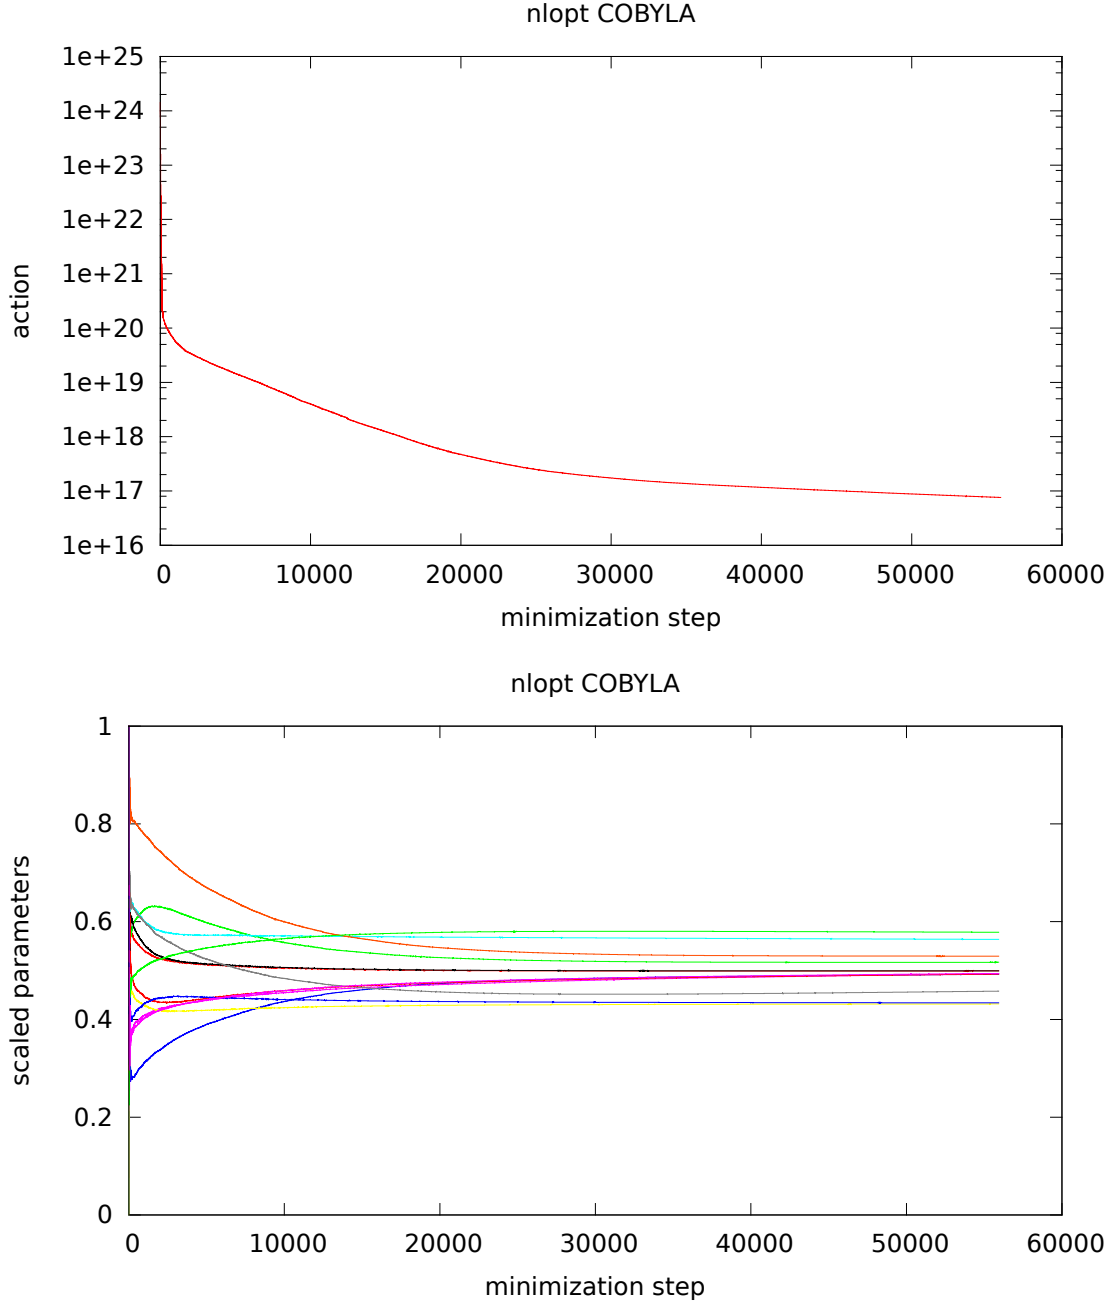 nlopt COBYLA
1e+25
1e+24
1e+23
1e+22
1e+21
1e+20
1e+19
1e+18
1e+17
1e+16
action
0 10000 20000 30000 40000 50000 60000
minimization step
nlopt COBYLA
1
0.8
0.6
0.4
0.2
0
scaled parameters
0 10000 20000 30000 40000 50000 60000
minimization step